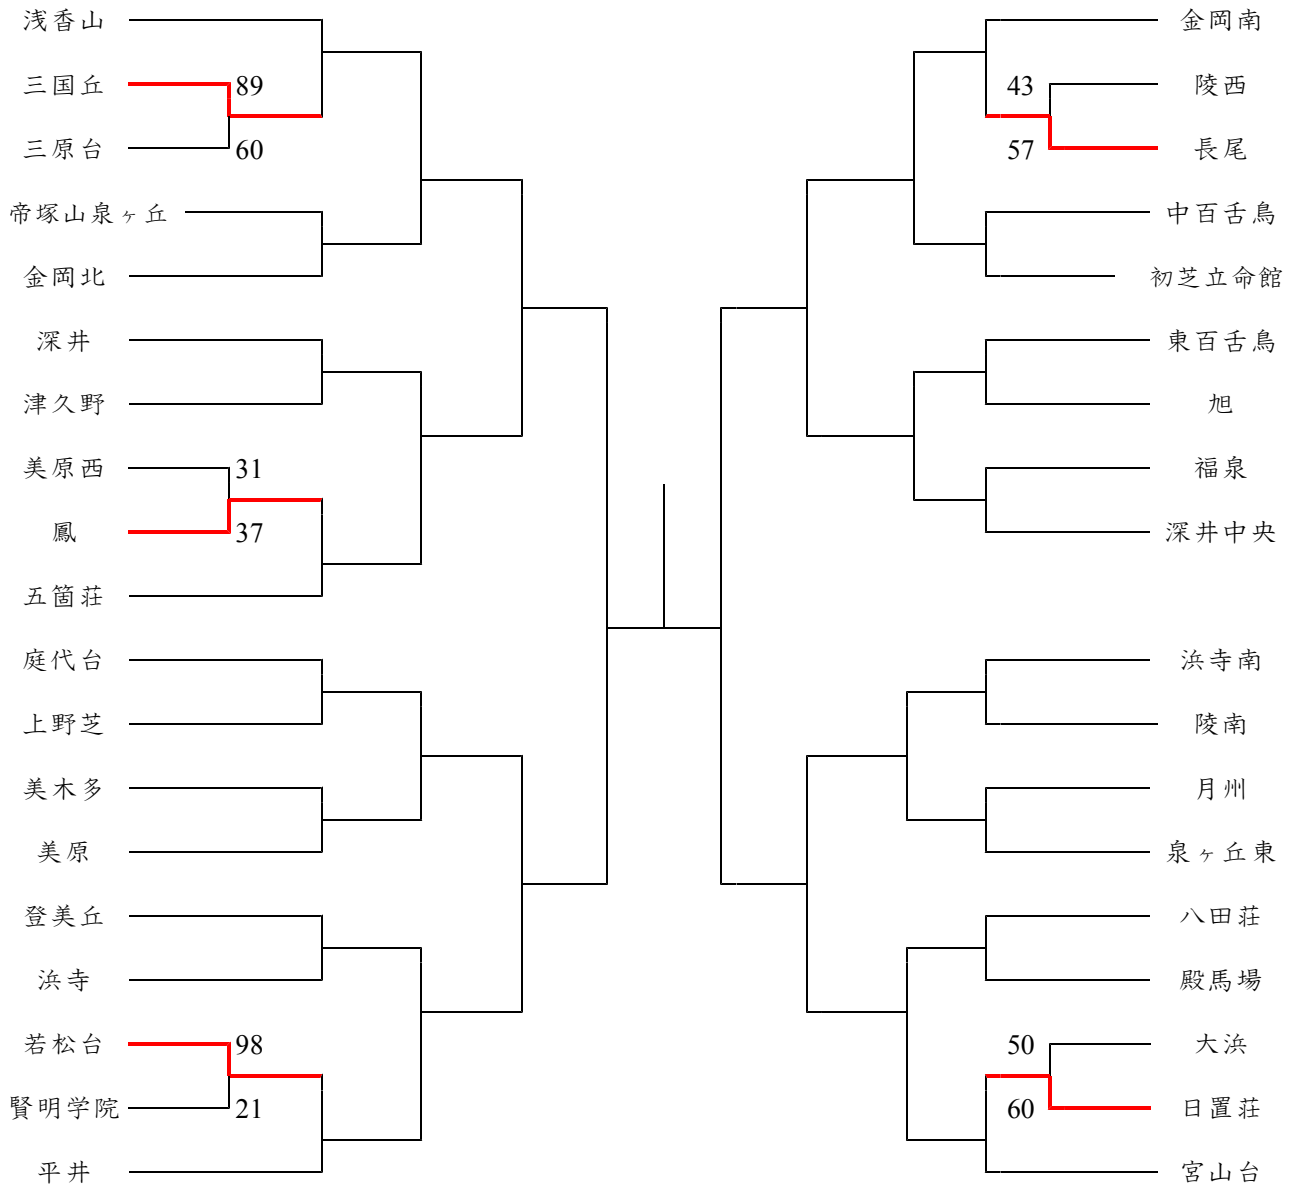 浅香山
三国丘
89
三原台
60
帝塚山泉ヶ丘
金岡北
深井
津久野
美原西
31
鳳
37
五箇荘
庭代台
上野芝
美木多
美原
登美丘
浜寺
若松台
98
賢明学院
21
平井
金岡南
43
陵西
57
長尾
中百舌鳥
初芝立命館
東百舌鳥
旭
福泉
深井中央
浜寺南
陵南
月州
泉ヶ丘東
八田荘
殿馬場
50
大浜
60
日置荘
宮山台